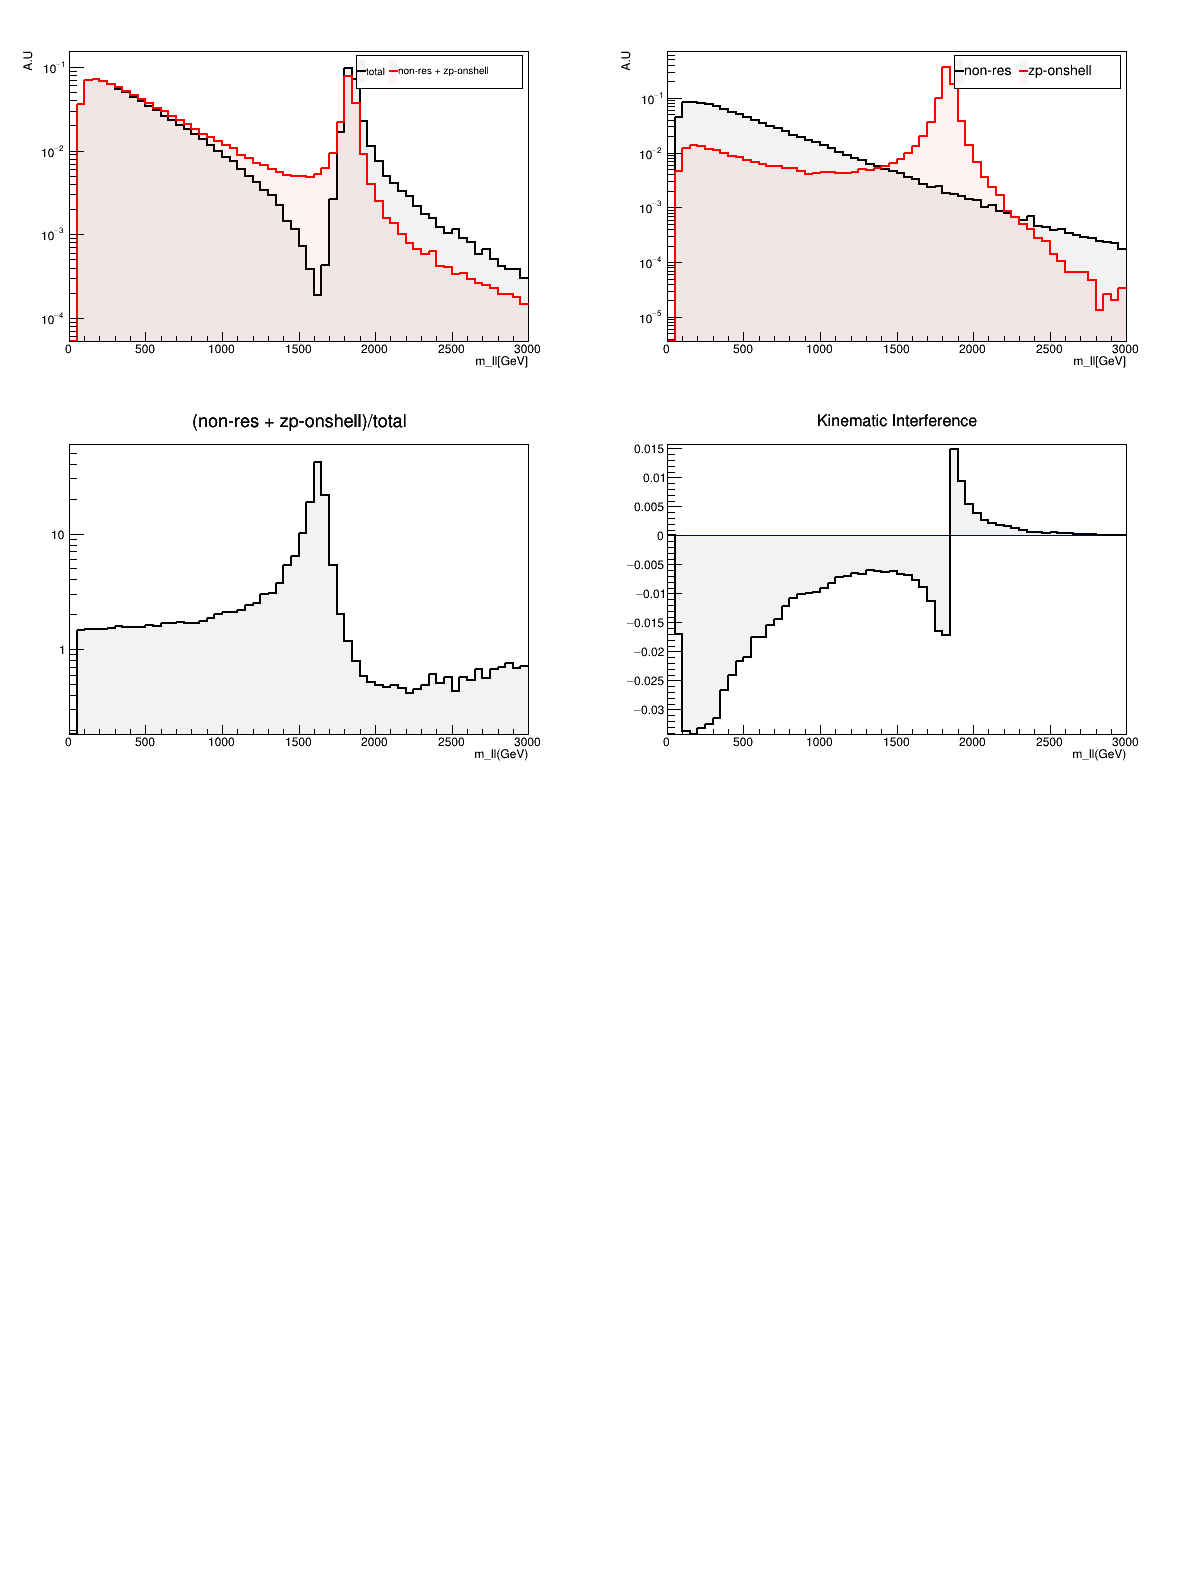 A.U
total non-res + zp-onshell
10⁻¹
10⁻²
10⁻³
10⁻⁴
0 500 1000 1500 2000 2500 3000
m_ll[GeV]
A.U
non-res zp-onshell
10⁻¹
10⁻²
10⁻³
10⁻⁴
10⁻⁵
0 500 1000 1500 2000 2500 3000
m_ll[GeV]
(non-res + zp-onshell)/total
10
1
0 500 1000 1500 2000 2500 3000
m_ll(GeV)
Kinematic Interference
0.015
0.01
0.005
0
−0.005
−0.01
−0.015
−0.02
−0.025
−0.03
0 500 1000 1500 2000 2500 3000
m_ll(GeV)